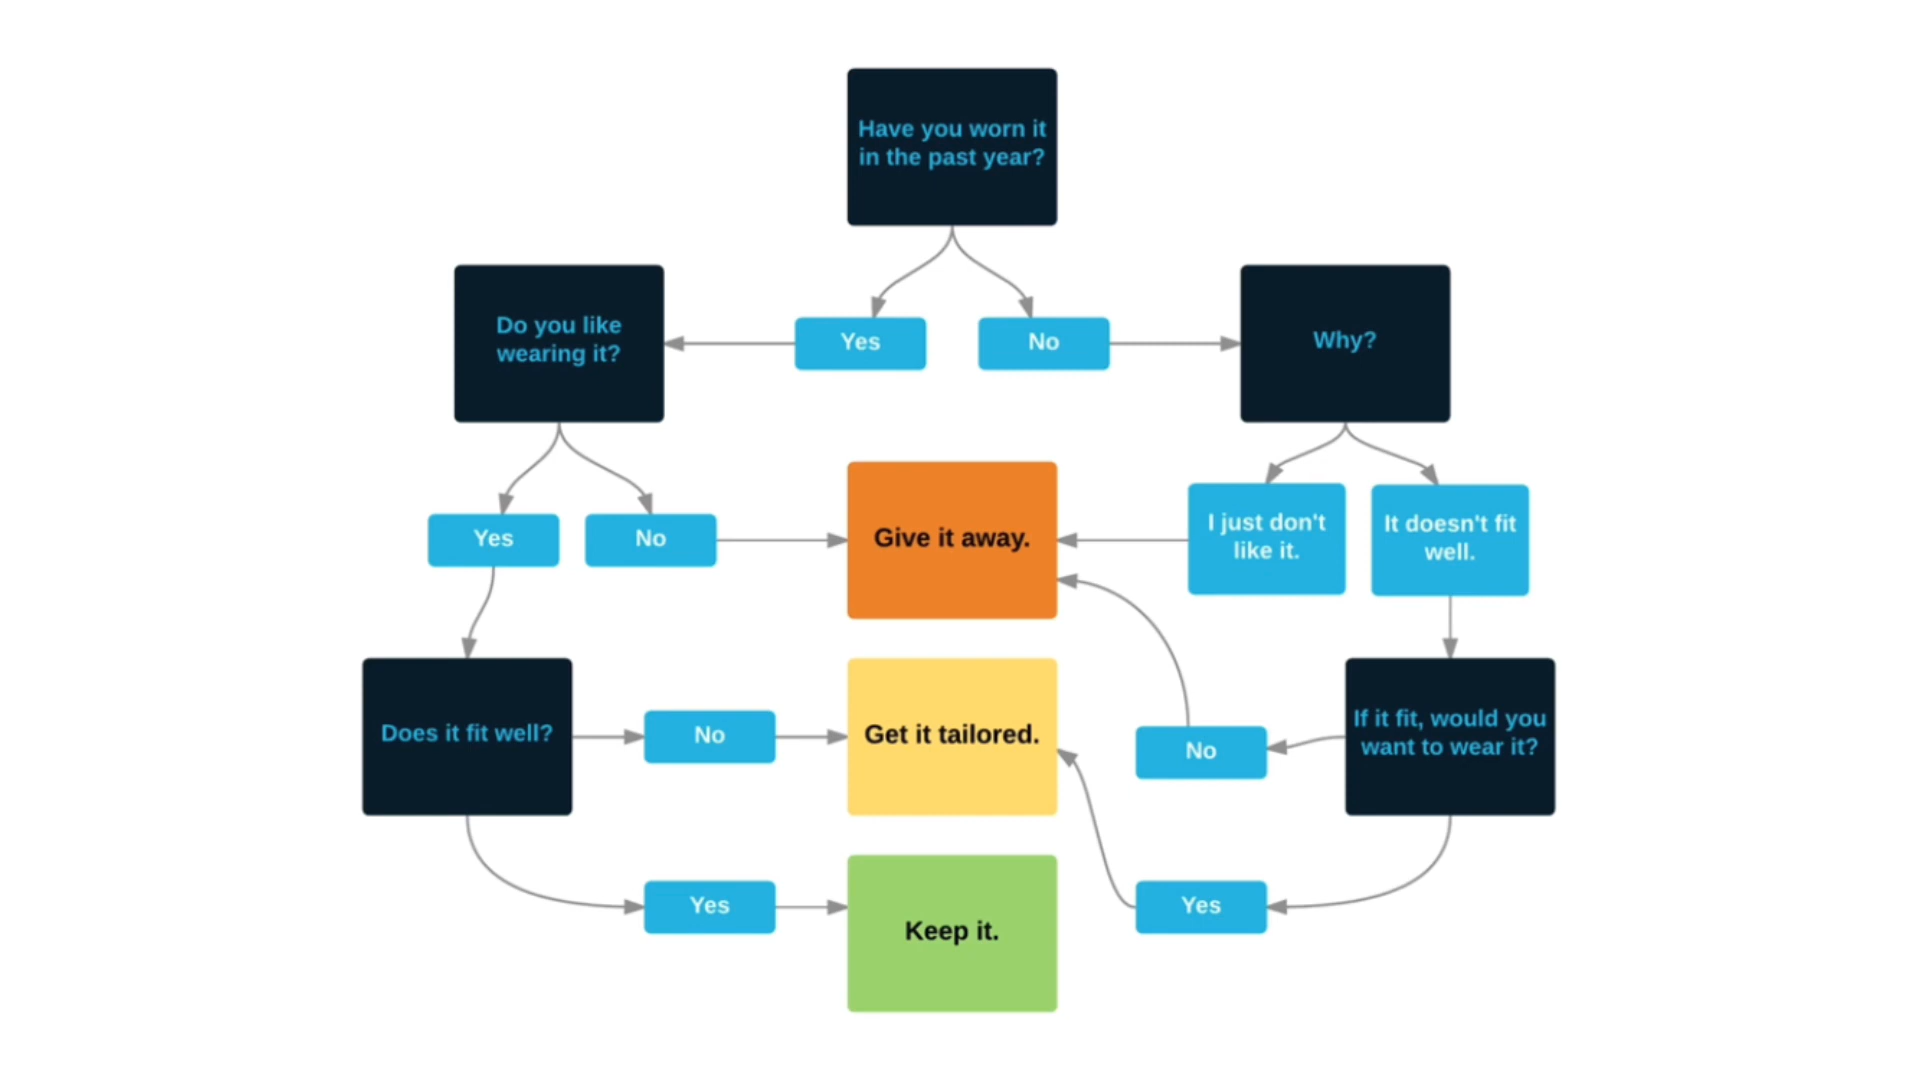 Have you worn it
in the past year?
Do you like
wearing it?
Yes
No
Why?
Yes
No
Give it away.
I just don't
like it.
It doesn't fit
well.
Does it fit well?
No
Get it tailored.
No
If it fit, would you
want to wear it?
Yes
Keep it.
Yes